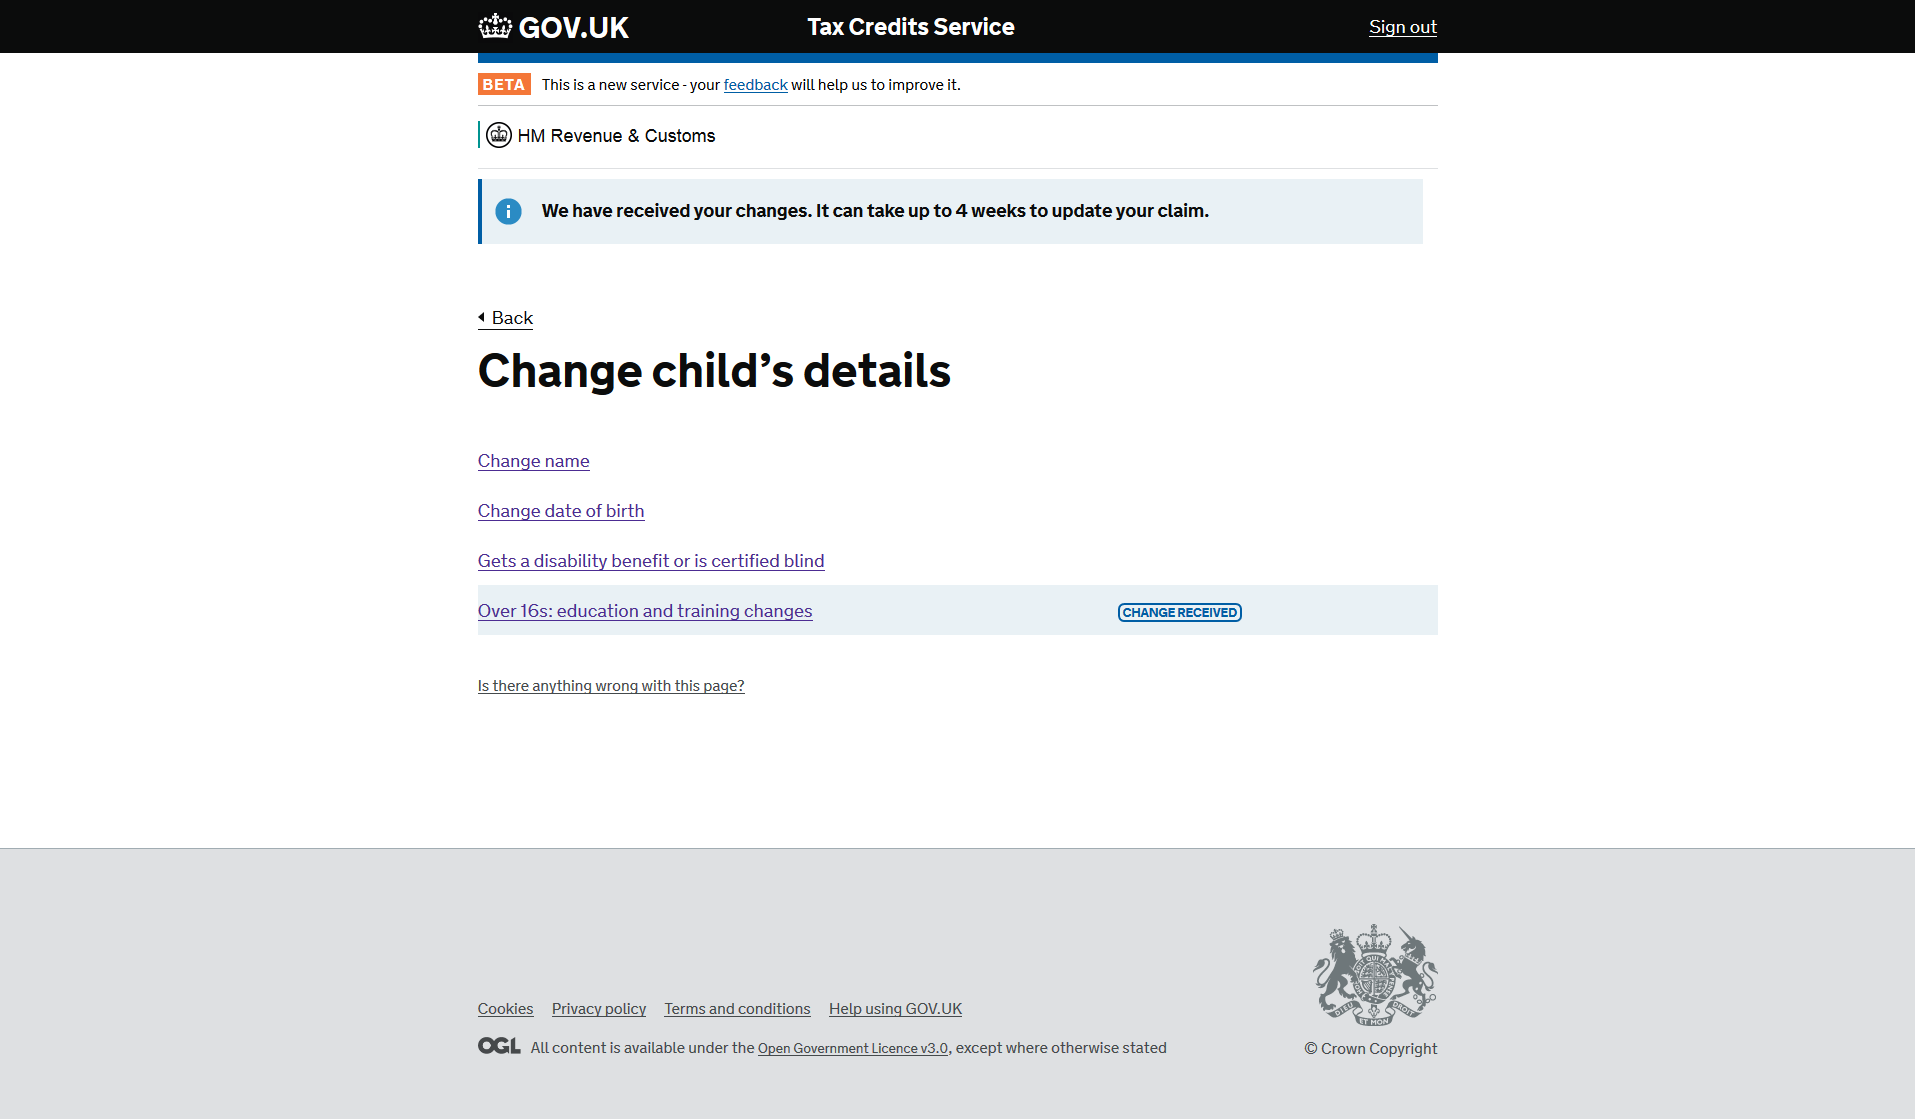 GOV.UK Tax Credits Service Sign out
BETA This is a new service - your feedback will help us to improve it.
HM Revenue & Customs
We have received your changes. It can take up to 4 weeks to update your claim.
Back
Change child’s details
Change name
Change date of birth
Gets a disability benefit or is certified blind
Over 16s: education and training changes CHANGE RECEIVED
Is there anything wrong with this page?
Cookies Privacy policy Terms and conditions Help using GOV.UK
OGL All content is available under the Open Government Licence v3.0, except where otherwise stated
© Crown Copyright